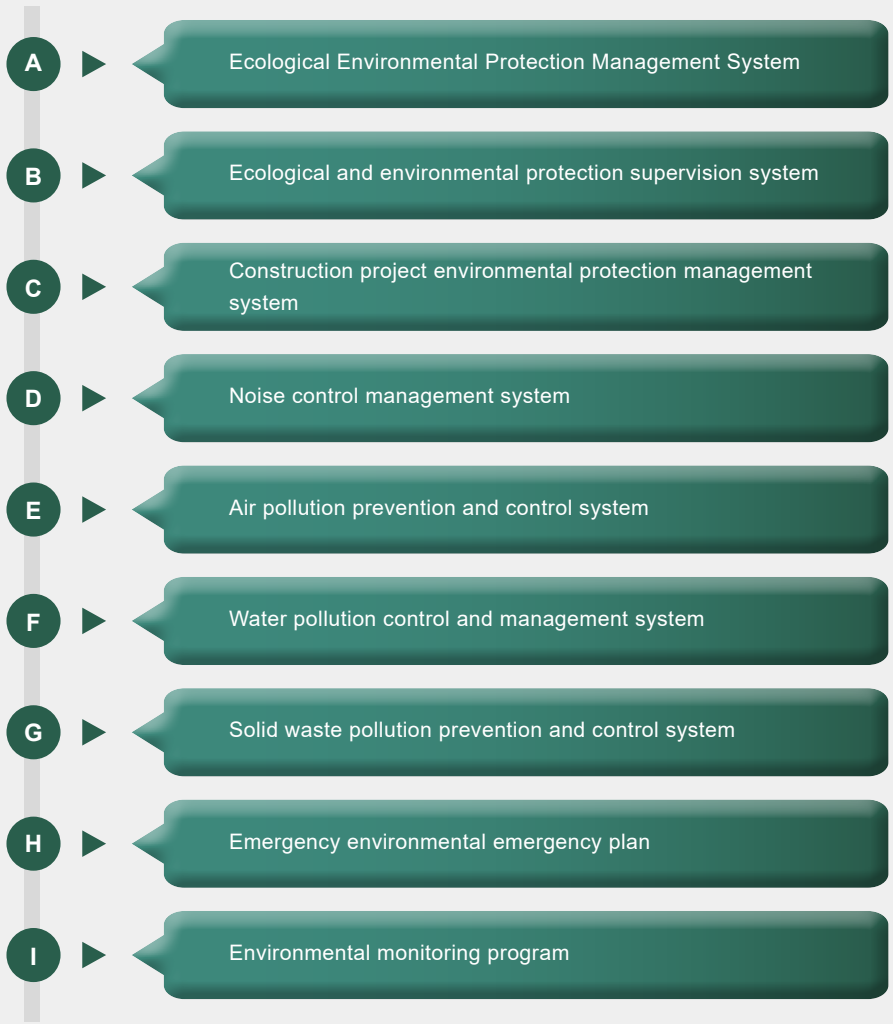 A
Ecological Environmental Protection Management System
B
Ecological and environmental protection supervision system
C
Construction project environmental protection management
system
D
Noise control management system
E
Air pollution prevention and control system
F
Water pollution control and management system
G
Solid waste pollution prevention and control system
H
Emergency environmental emergency plan
I
Environmental monitoring program